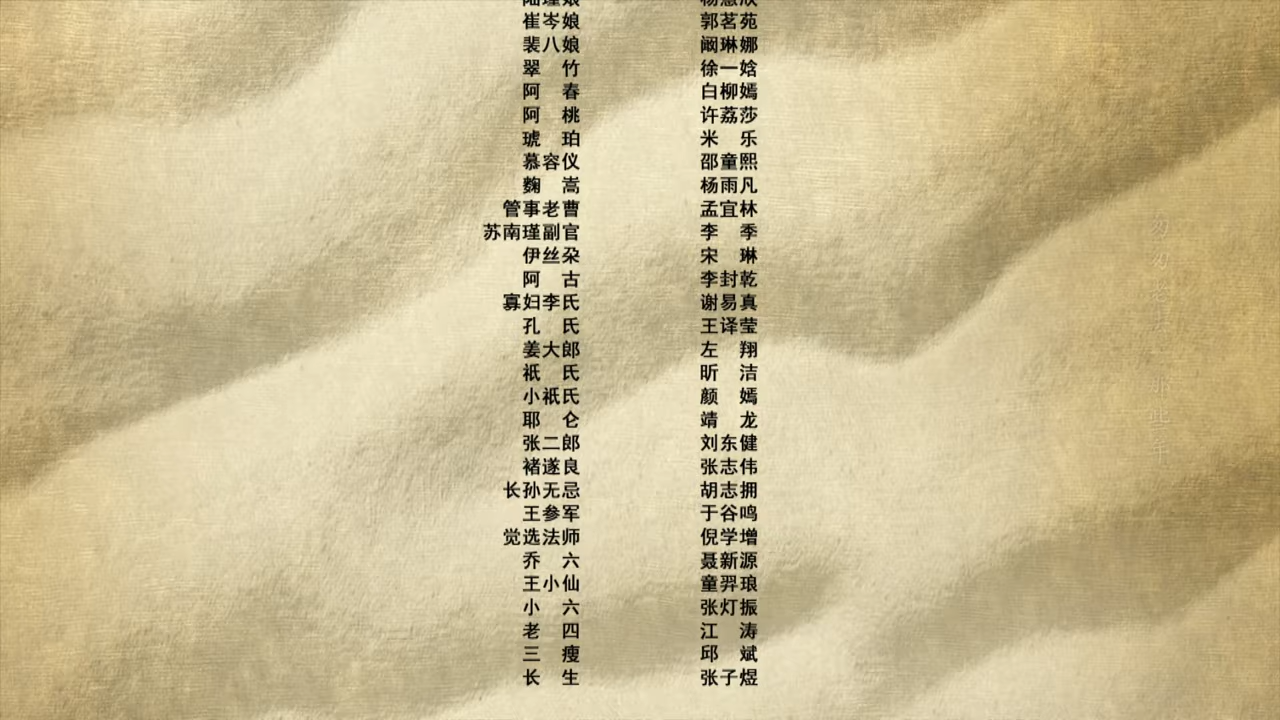 崔岑娘 郭茗苑
裴八娘 阚琳娜
翠竹 徐一焓
阿春 白柳嫣
阿桃 许荔莎
琥珀 米乐
慕容仪 邵童熙
麴嵩 杨雨凡
管事老曹 孟宜林
苏南瑾副官 李季
伊丝朵 宋琳
阿古 李封乾
寡妇李氏 谢易真
孔氏 王译莹
姜大郎 左翔
祇氏 昕洁
小祇氏 颜嫣
耶仑 靖龙
张二郎 刘东健
褚遂良 张志伟
长孙无忌 胡志拥
王参军 于谷鸣
觉选法师 倪学增
乔六 聂新源
王小仙 童羿琅
小六 张灯振
老四 江涛
三瘦 邱斌
长生 张子煜